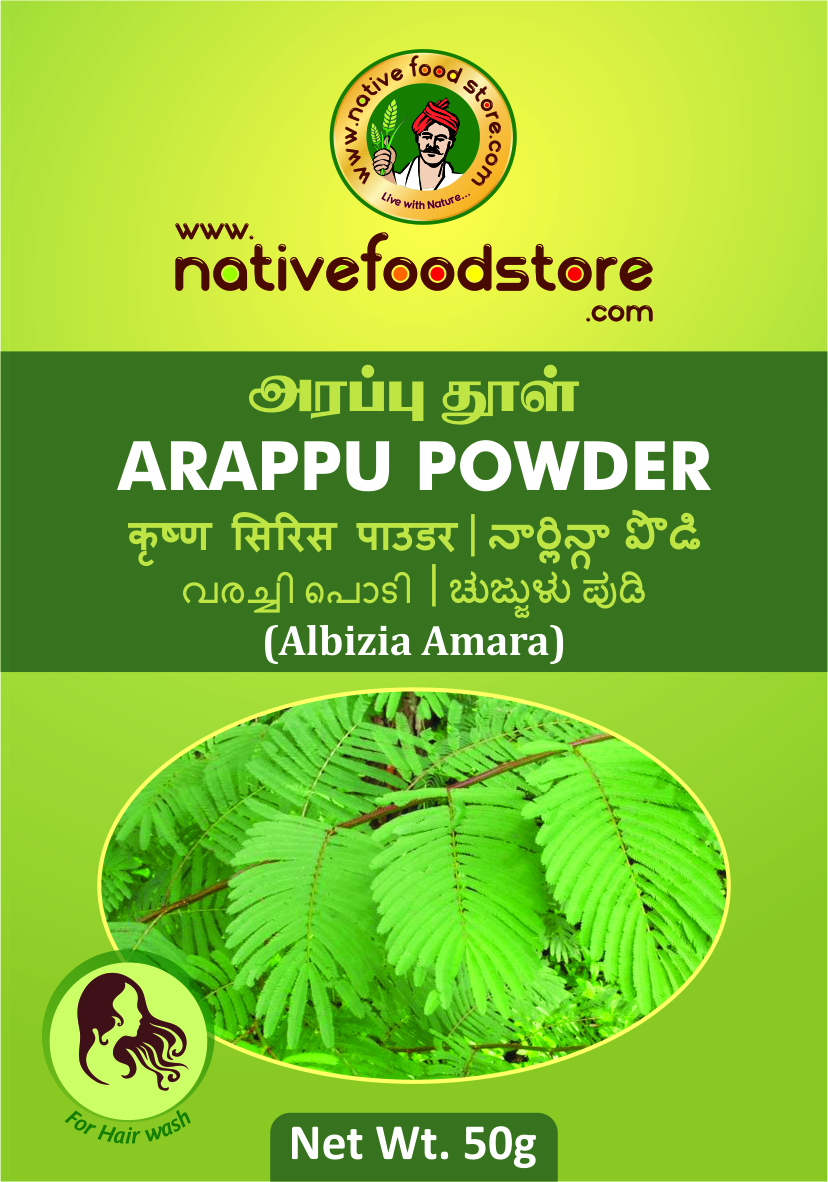 www.native food store.com
Live with Nature...
www.
nativefoodstore
.com
அரப்பு தூள்
ARAPPU POWDER
कृष्ण सिरिस पाउडर | నార్లిన్గా పొడి
വരച്ചി പൊടി | ಚುಜ್ಜುಳು ಪುಡಿ
(Albizia Amara)
For Hair wash
Net Wt. 50g